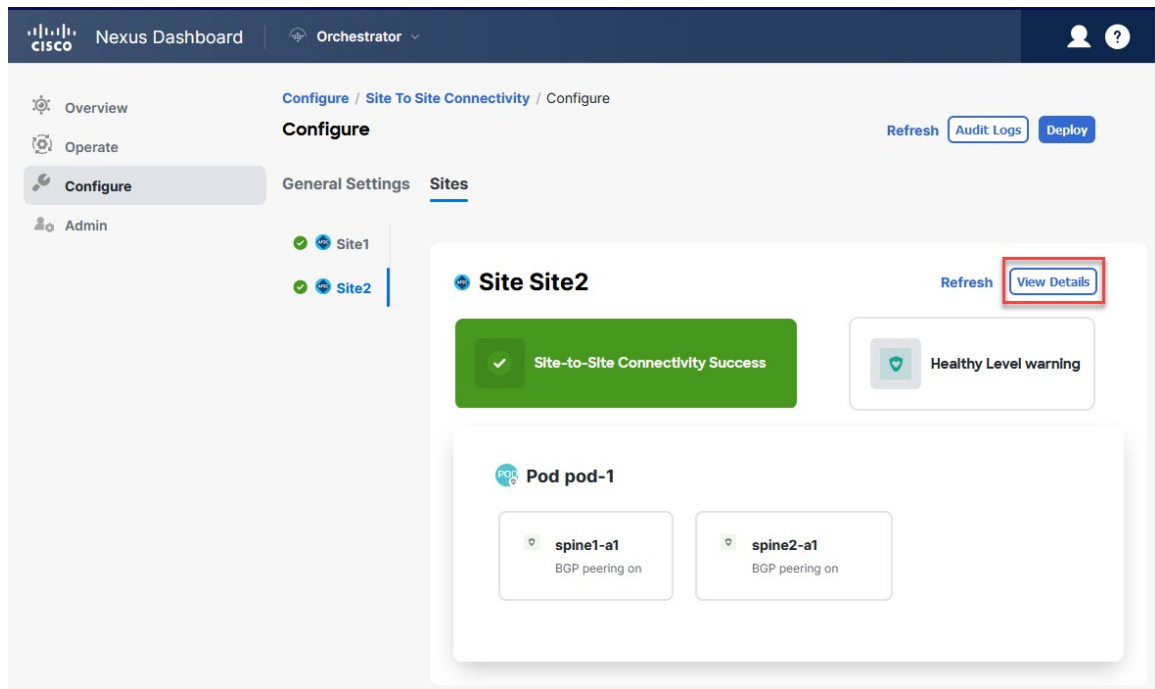 CISCO Nexus Dashboard Orchestrator ?
Overview
Operate
Configure
Admin
Configure / Site To Site Connectivity / Configure
Configure
Refresh Audit Logs Deploy
General Settings Sites
Site1
Site2
Site Site2
Refresh View Details
Site-to-Site Connectivity Success
Healthy Level warning
POD Pod pod-1
spine1-a1
BGP peering on
spine2-a1
BGP peering on